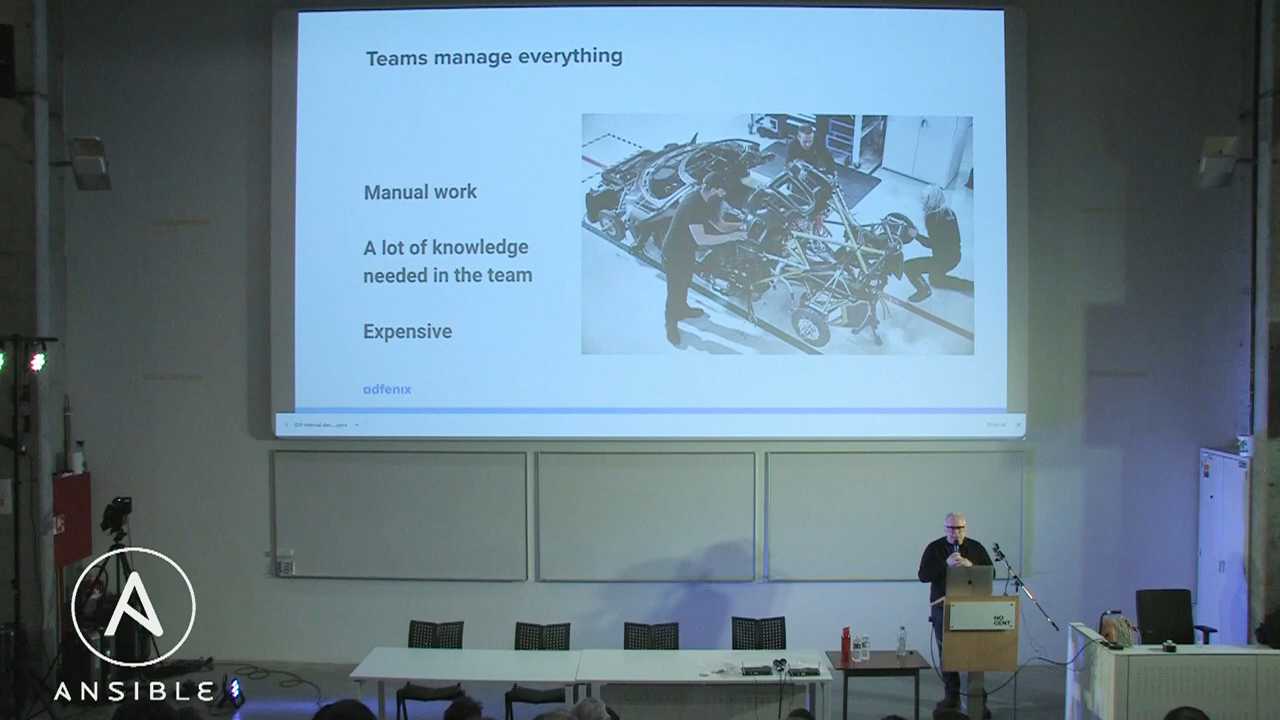 Teams manage everything
Manual work
A lot of knowledge
needed in the team
Expensive
adfenix
HO
GENT
ANSIBLE